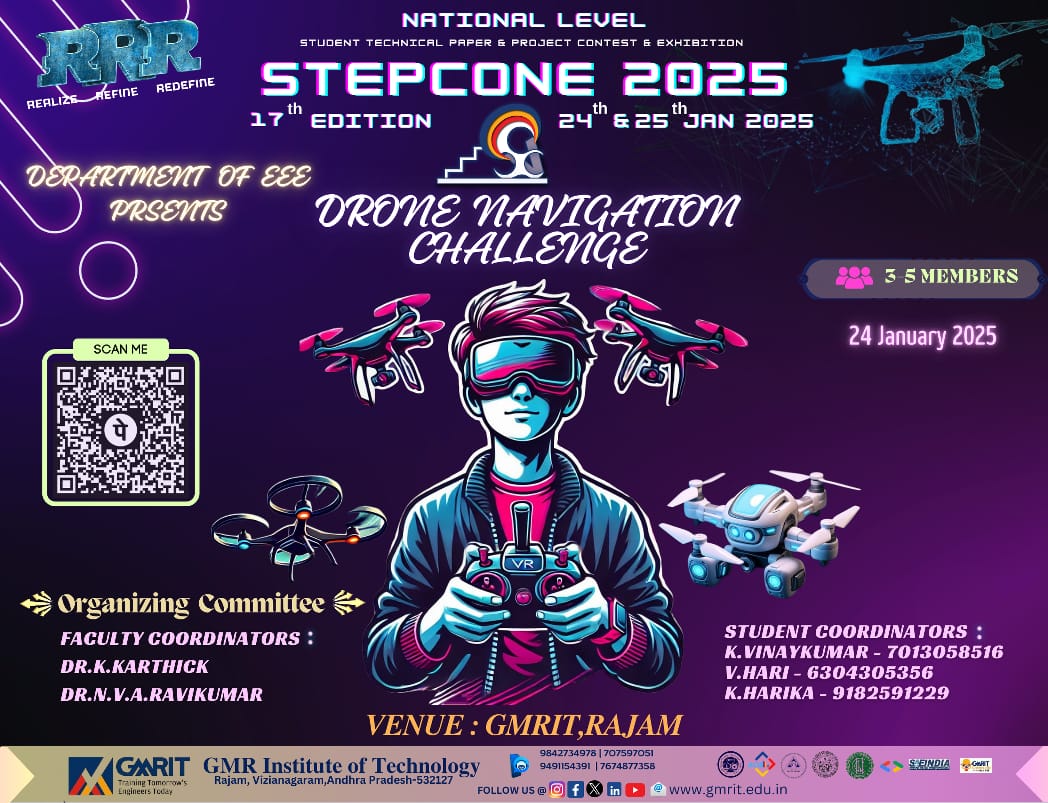 RRR
REALIZE REFINE REDEFINE
NATIONAL LEVEL
STUDENT TECHNICAL PAPER & PROJECT CONTEST & EXHIBITION
STEPCONE 2025
17th EDITION
24th & 25th JAN 2025
DEPARTMENT OF EEE
PRSENTS
DRONE NAVIGATION
CHALLENGE
3-5 MEMBERS
24 January 2025
SCAN ME
पे
VR
Organizing Committee
FACULTY COORDINATORS :
DR.K.KARTHICK
DR.N.V.A.RAVIKUMAR
STUDENT COORDINATORS :
K.VINAYKUMAR - 7013058516
V.HARI - 6304305356
K.HARIKA - 9182591229
VENUE : GMRIT,RAJAM
GMRIT
Training Tomorrow's
Engineers Today
GMR Institute of Technology
Rajam, Vizianagaram,Andhra Pradesh-532127
9842734978 | 707597051
9491154391 | 7674877358
FOLLOW US @
www.gmrit.edu.in
SAEINDIA
GMRIT